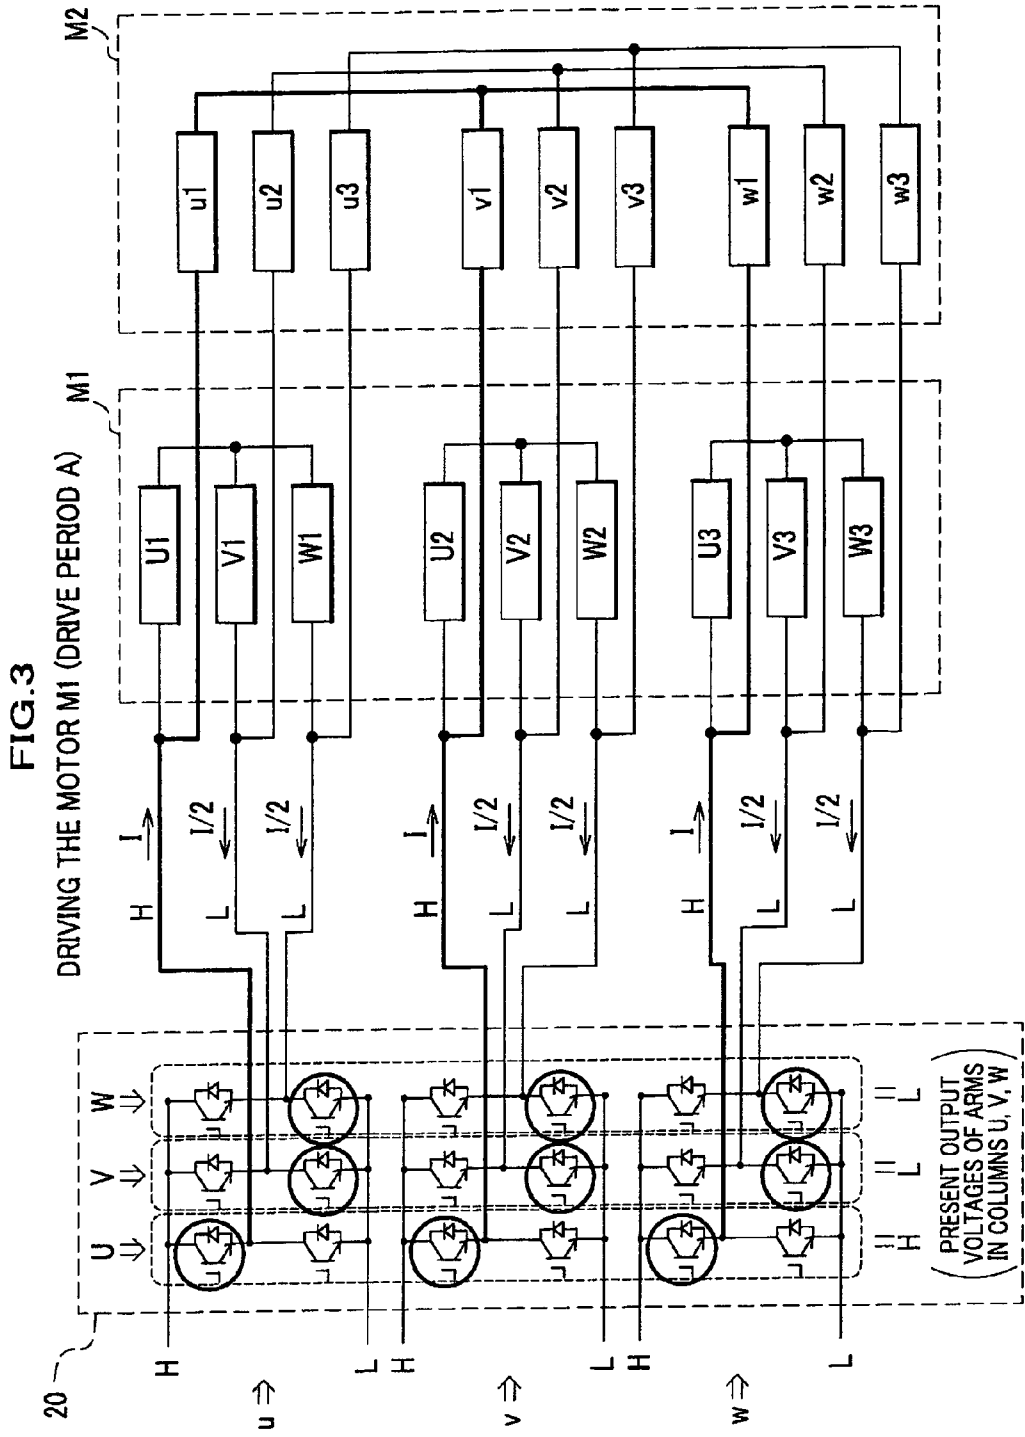 FIG.3
DRIVING THE MOTOR M1 (DRIVE PERIOD A)
20
M1
M2
U
V
W
u
H
L
H
I
L
I/2
L
I/2
U1
V1
W1
u1
u2
u3
v
H
L
H
I
L
I/2
L
I/2
U2
V2
W2
v1
v2
v3
w
H
L
H
I
L
I/2
L
I/2
U3
V3
W3
w1
w2
w3
= H
= L
= L
(PRESENT OUTPUT
VOLTAGES OF ARMS
IN COLUMNS U, V, W)